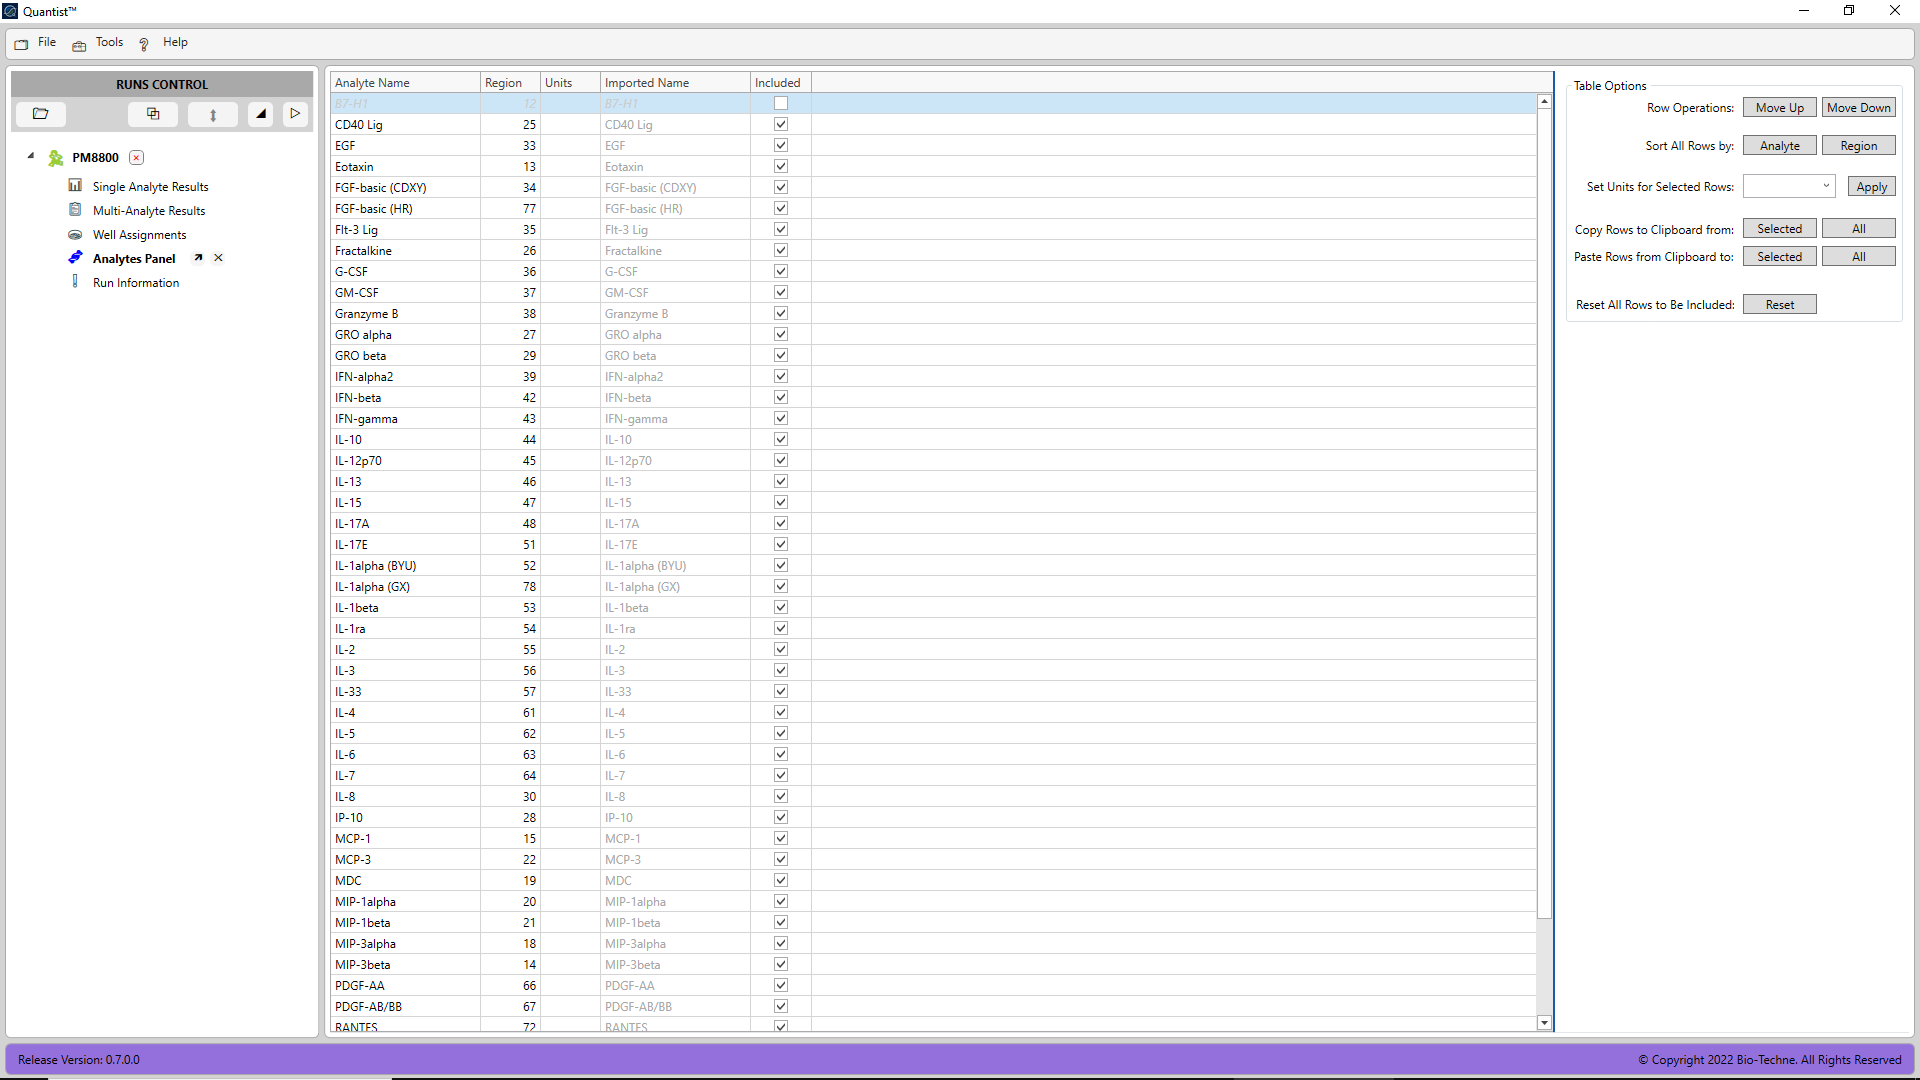 Quantist™
File Tools Help
RUNS CONTROL
PM8800
Single Analyte Results
Multi-Analyte Results
Well Assignments
Analytes Panel
Run Information
Analyte Name Region Units Imported Name Included
B7-H1 12 B7-H1
CD40 Lig 25 CD40 Lig
EGF 33 EGF
Eotaxin 13 Eotaxin
FGF-basic (CDXY) 34 FGF-basic (CDXY)
FGF-basic (HR) 77 FGF-basic (HR)
Flt-3 Lig 35 Flt-3 Lig
Fractalkine 26 Fractalkine
G-CSF 36 G-CSF
GM-CSF 37 GM-CSF
Granzyme B 38 Granzyme B
GRO alpha 27 GRO alpha
GRO beta 29 GRO beta
IFN-alpha2 39 IFN-alpha2
IFN-beta 42 IFN-beta
IFN-gamma 43 IFN-gamma
IL-10 44 IL-10
IL-12p70 45 IL-12p70
IL-13 46 IL-13
IL-15 47 IL-15
IL-17A 48 IL-17A
IL-17E 51 IL-17E
IL-1alpha (BYU) 52 IL-1alpha (BYU)
IL-1alpha (GX) 78 IL-1alpha (GX)
IL-1beta 53 IL-1beta
IL-1ra 54 IL-1ra
IL-2 55 IL-2
IL-3 56 IL-3
IL-33 57 IL-33
IL-4 61 IL-4
IL-5 62 IL-5
IL-6 63 IL-6
IL-7 64 IL-7
IL-8 30 IL-8
IP-10 28 IP-10
MCP-1 15 MCP-1
MCP-3 22 MCP-3
MDC 19 MDC
MIP-1alpha 20 MIP-1alpha
MIP-1beta 21 MIP-1beta
MIP-3alpha 18 MIP-3alpha
MIP-3beta 14 MIP-3beta
PDGF-AA 66 PDGF-AA
PDGF-AB/BB 67 PDGF-AB/BB
RANTES 72 RANTES
Table Options
Row Operations: Move Up Move Down
Sort All Rows by: Analyte Region
Set Units for Selected Rows: Apply
Copy Rows to Clipboard from: Selected All
Paste Rows from Clipboard to: Selected All
Reset All Rows to Be Included: Reset
Release Version: 0.7.0.0
© Copyright 2022 Bio-Techne. All Rights Reserved